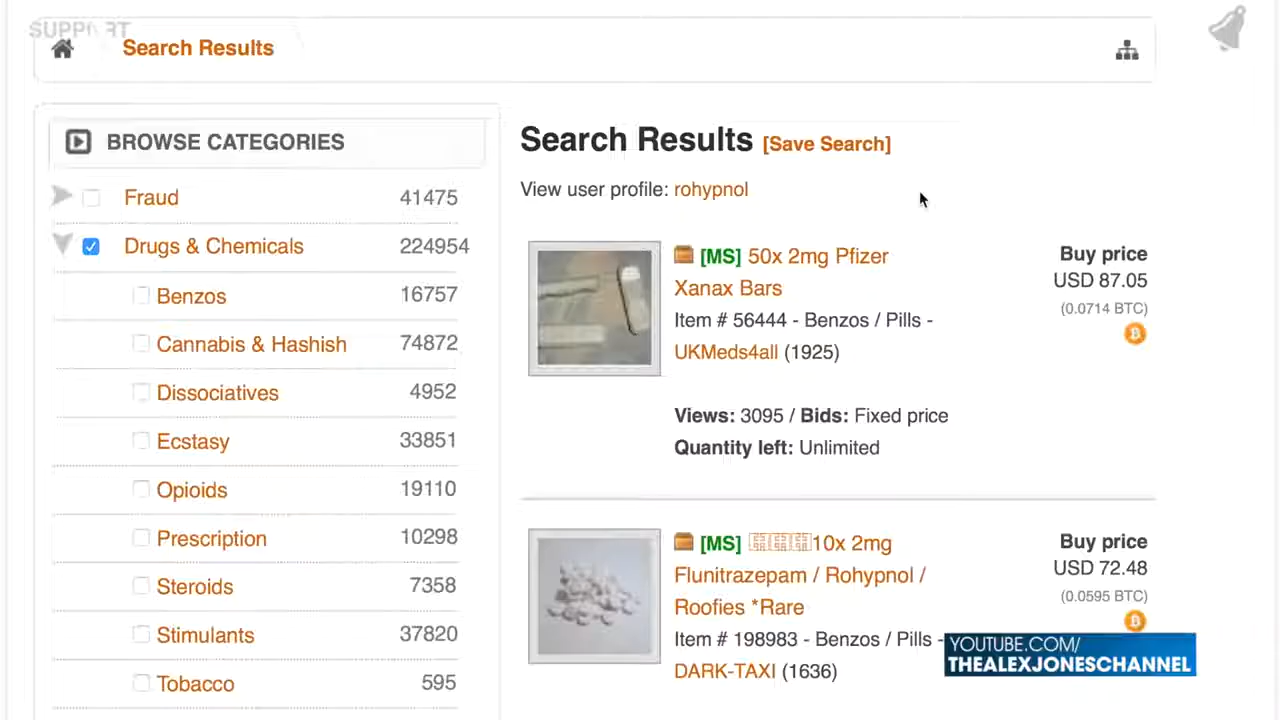 SUPPORT
Search Results
BROWSE CATEGORIES
Fraud 41475
Drugs & Chemicals 224954
Benzos 16757
Cannabis & Hashish 74872
Dissociatives 4952
Ecstasy 33851
Opioids 19110
Prescription 10298
Steroids 7358
Stimulants 37820
Tobacco 595
Search Results [Save Search]
View user profile: rohypnol
[MS] 50x 2mg Pfizer
Xanax Bars
Item # 56444 - Benzos / Pills -
UKMeds4all (1925)
Views: 3095 / Bids: Fixed price
Quantity left: Unlimited
Buy price
USD 87.05
(0.0714 BTC)
[MS] 10x 2mg
Flunitrazepam / Rohypnol /
Roofies *Rare
Item # 198983 - Benzos / Pills -
DARK-TAXI (1636)
Buy price
USD 72.48
(0.0595 BTC)
YOUTUBE.COM/
THEALEXJONESCHANNEL